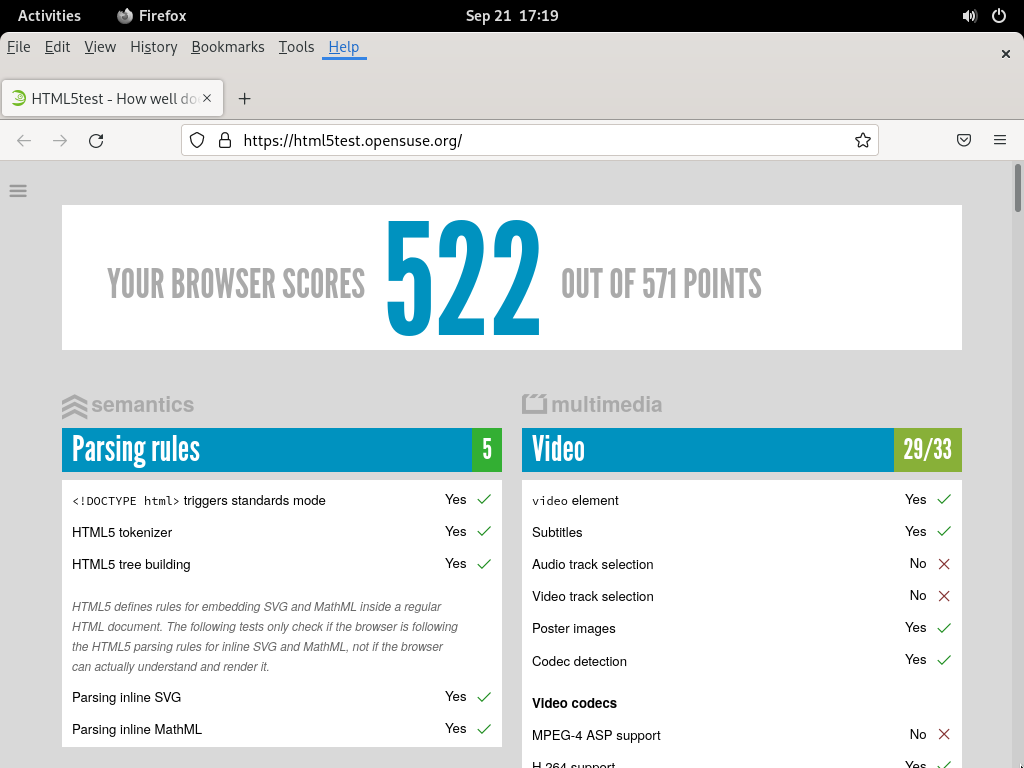 Activities Firefox Sep 21 17:19
File Edit View History Bookmarks Tools Help
HTML5test - How well do
https://html5test.opensuse.org/
YOUR BROWSER SCORES 522 OUT OF 571 POINTS
semantics
Parsing rules 5
<!DOCTYPE html> triggers standards mode Yes
HTML5 tokenizer Yes
HTML5 tree building Yes
HTML5 defines rules for embedding SVG and MathML inside a regular
HTML document. The following tests only check if the browser is following
the HTML5 parsing rules for inline SVG and MathML, not if the browser
can actually understand and render it.
Parsing inline SVG Yes
Parsing inline MathML Yes
multimedia
Video 29/33
video element Yes
Subtitles Yes
Audio track selection No
Video track selection No
Poster images Yes
Codec detection Yes
Video codecs
MPEG-4 ASP support No
H.264 support Yes